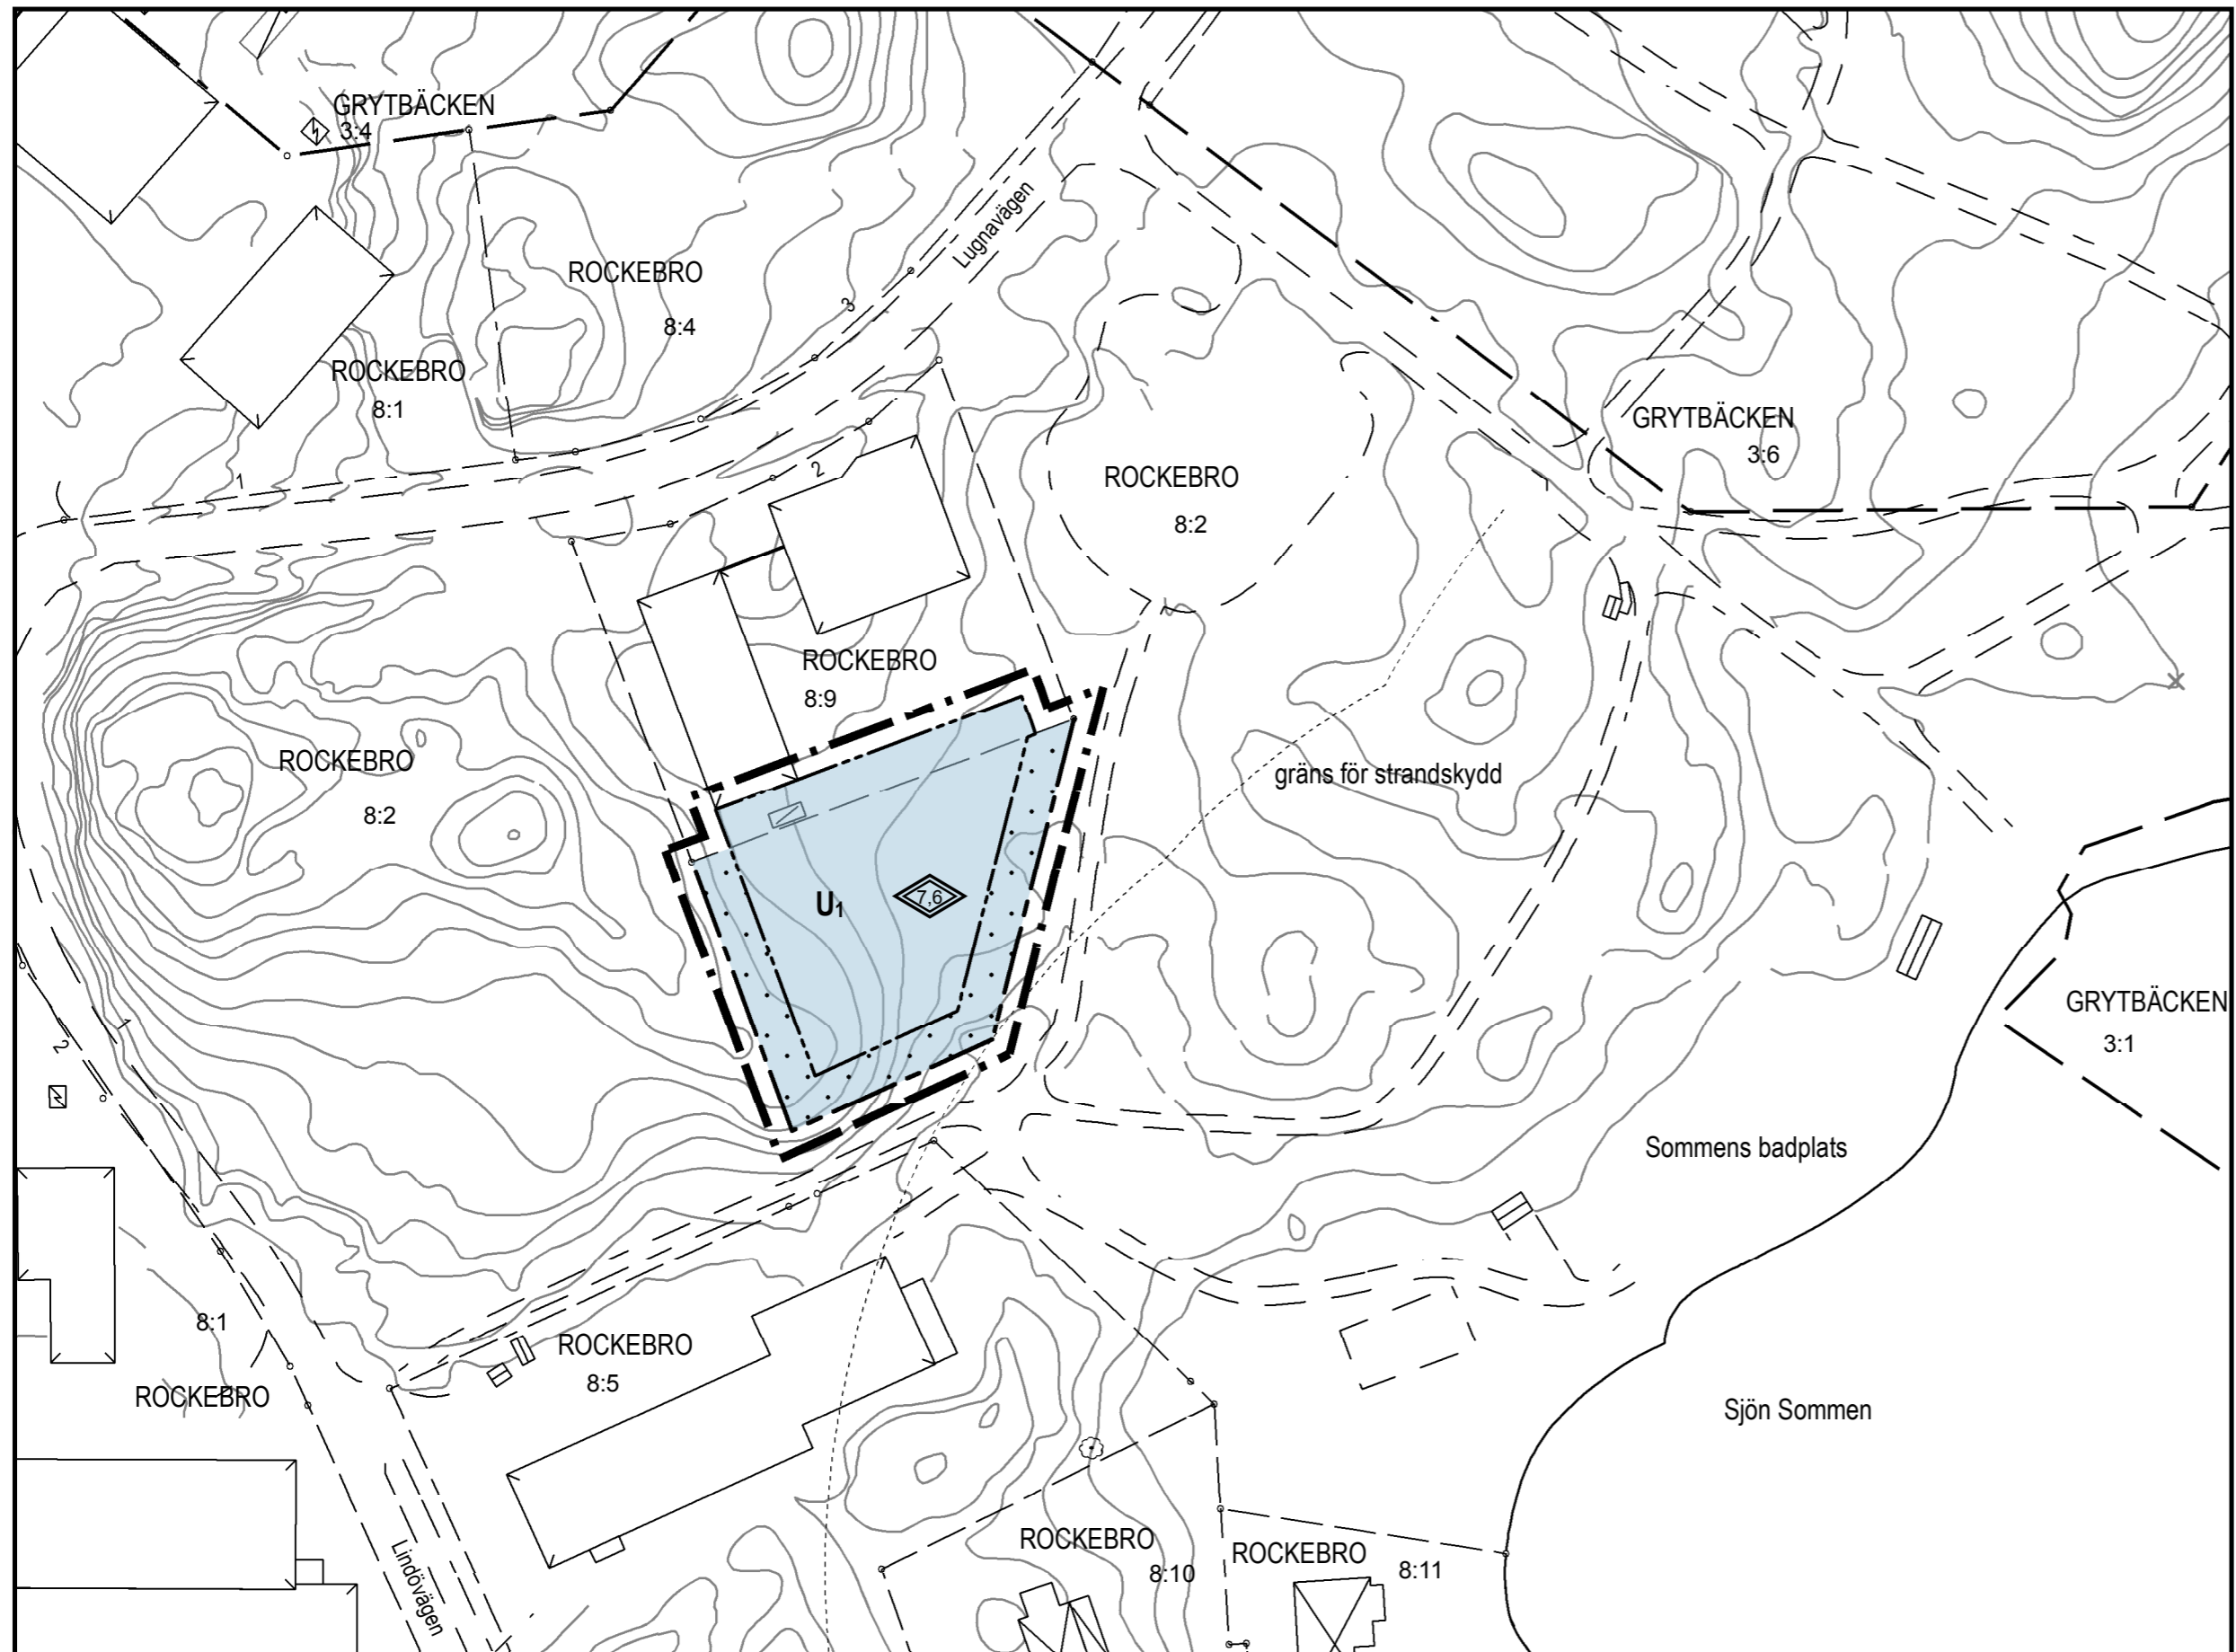 GRYTBÄCKEN
3:4
Lugnavägen
ROCKEBRO
8:4
3
ROCKEBRO
8:1
GRYTBÄCKEN
3:6
1
2
ROCKEBRO
8:2
ROCKEBRO
8:9
ROCKEBRO
8:2
gräns för strandskydd
U1
7,6
GRYTBÄCKEN
3:1
1
2
Sommens badplats
8:1
ROCKEBRO
ROCKEBRO
8:5
Sjön Sommen
Lindövägen
ROCKEBRO
8:10
ROCKEBRO
8:11